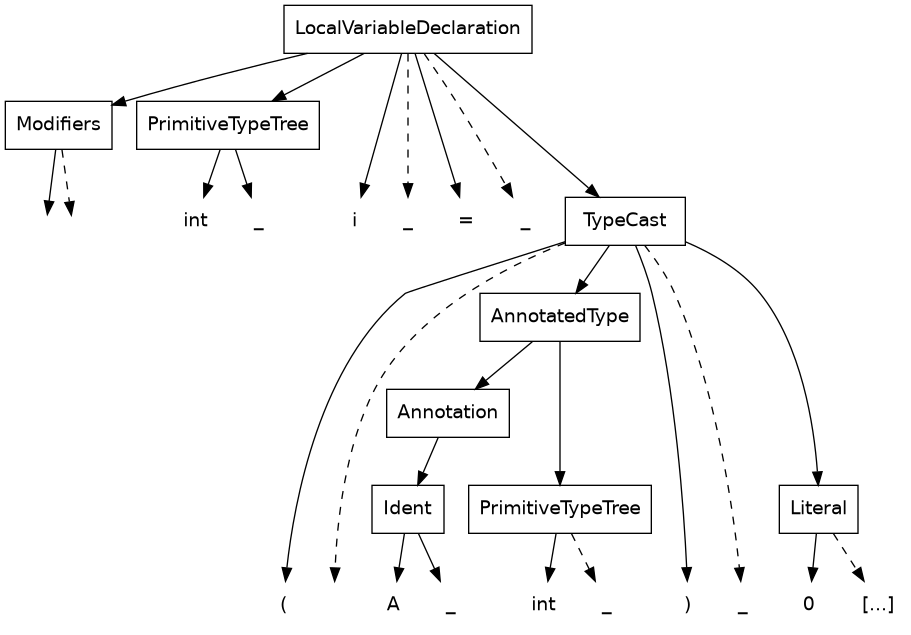 LocalVariableDeclaration
Modifiers PrimitiveTypeTree
int _ i _ = _ TypeCast
AnnotatedType
Annotation
Ident PrimitiveTypeTree Literal
( A _ int _ ) _ 0 [...]